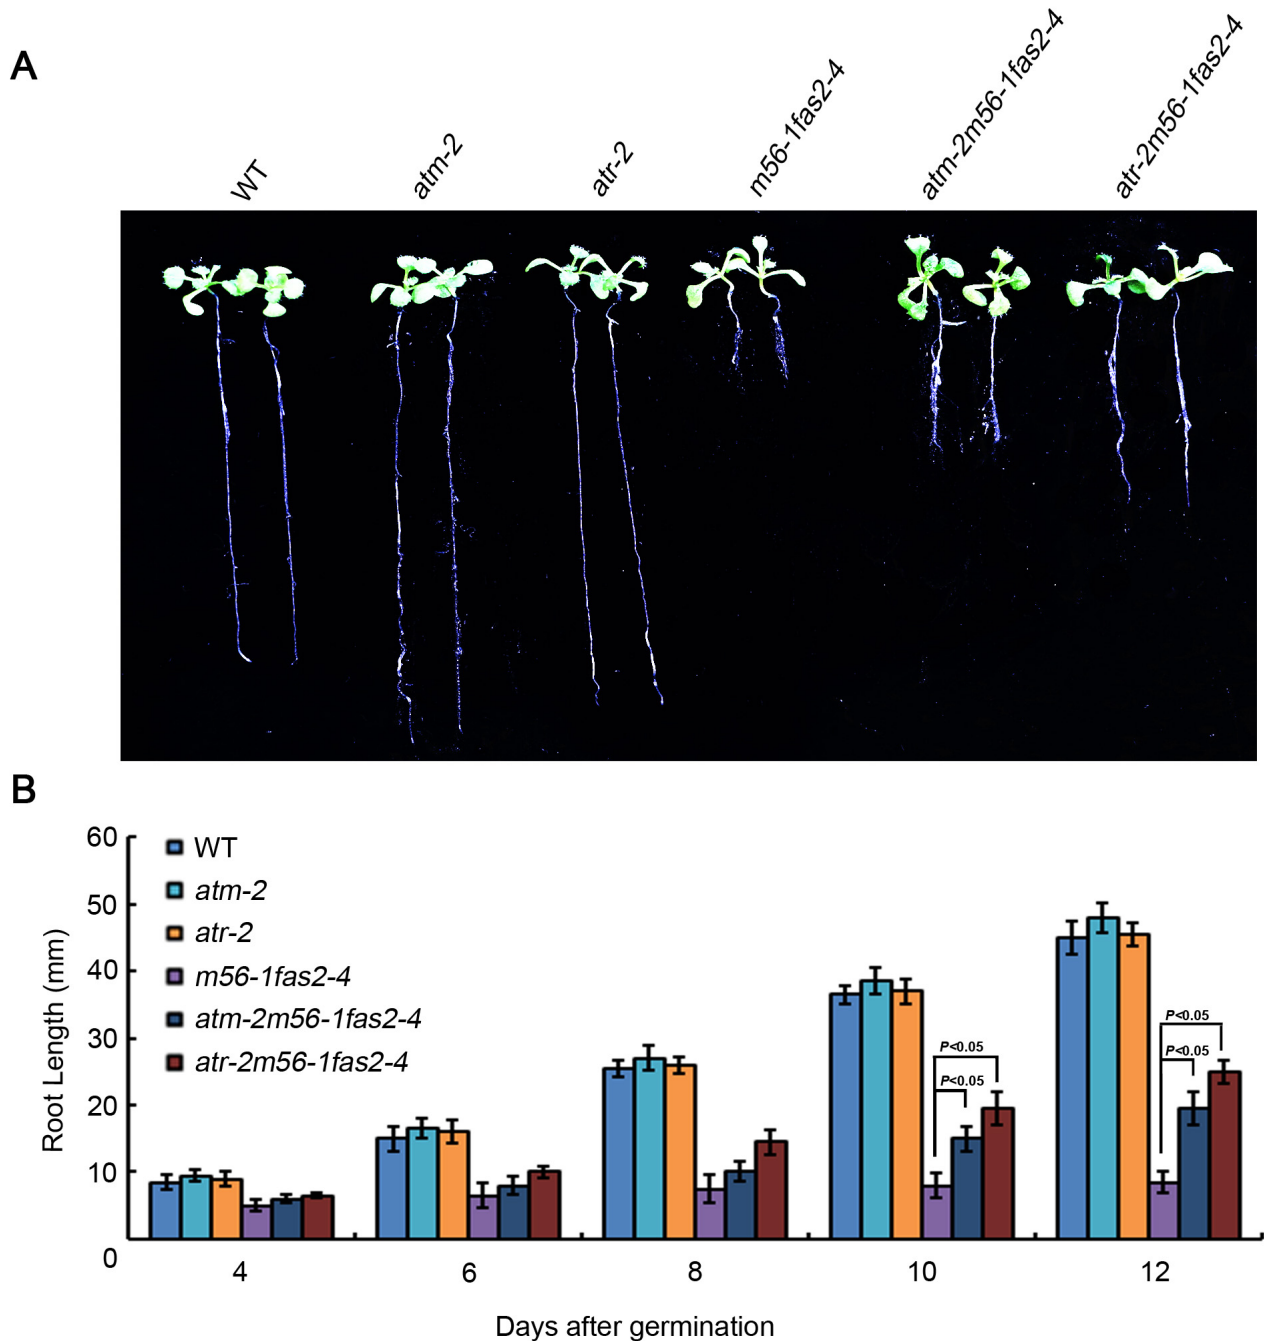 A
WT
atm-2
atr-2
m56-1fas2-4
atm-2m56-1fas2-4
atr-2m56-1fas2-4
B
Root Length (mm)
60
50
40
30
20
10
0
WT
atm-2
atr-2
m56-1fas2-4
atm-2m56-1fas2-4
atr-2m56-1fas2-4
P<0.05
P<0.05
P<0.05
P<0.05
4 6 8 10 12
Days after germination